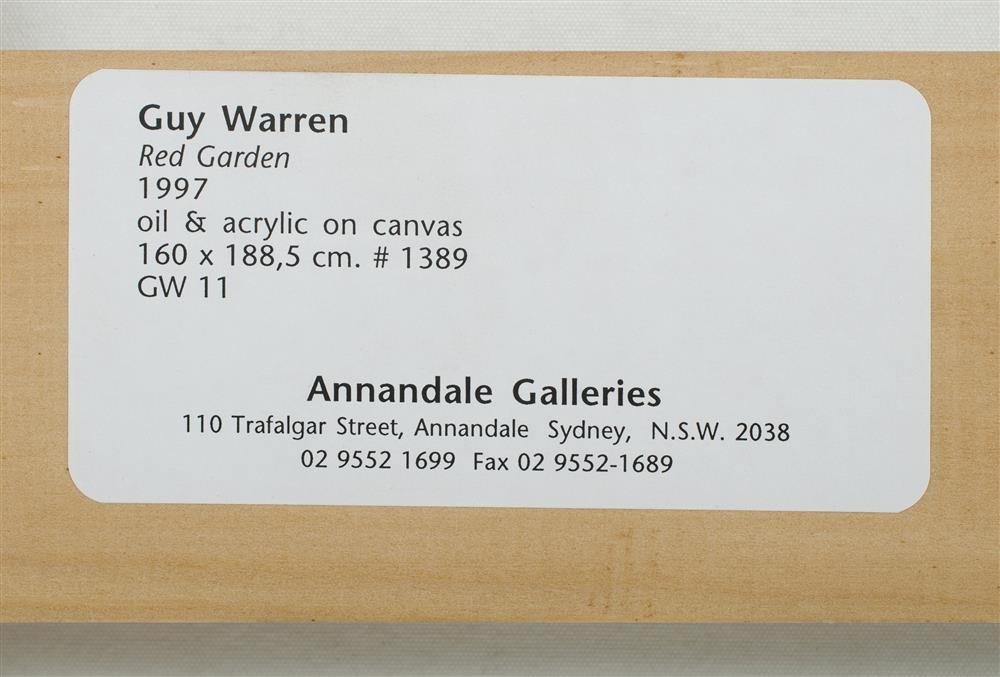 Guy Warren
Red Garden
1997
oil & acrylic on canvas
160 x 188,5 cm. # 1389
GW 11
Annandale Galleries
110 Trafalgar Street, Annandale Sydney, N.S.W. 2038
02 9552 1699 Fax 02 9552-1689